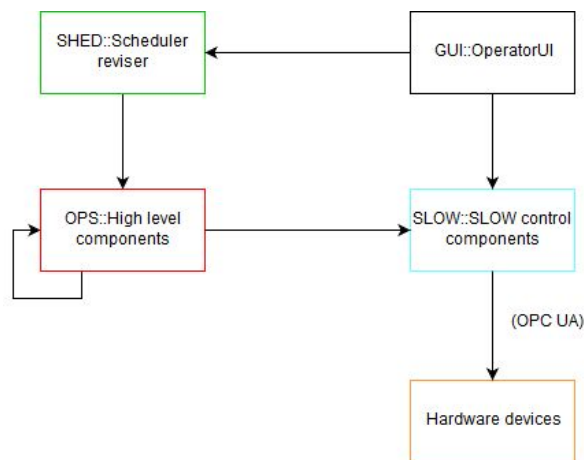 SHED::Scheduler
reviser
GUI::OperatorUI
OPS::High level
components
SLOW::SLOW control
components
(OPC UA)
Hardware devices